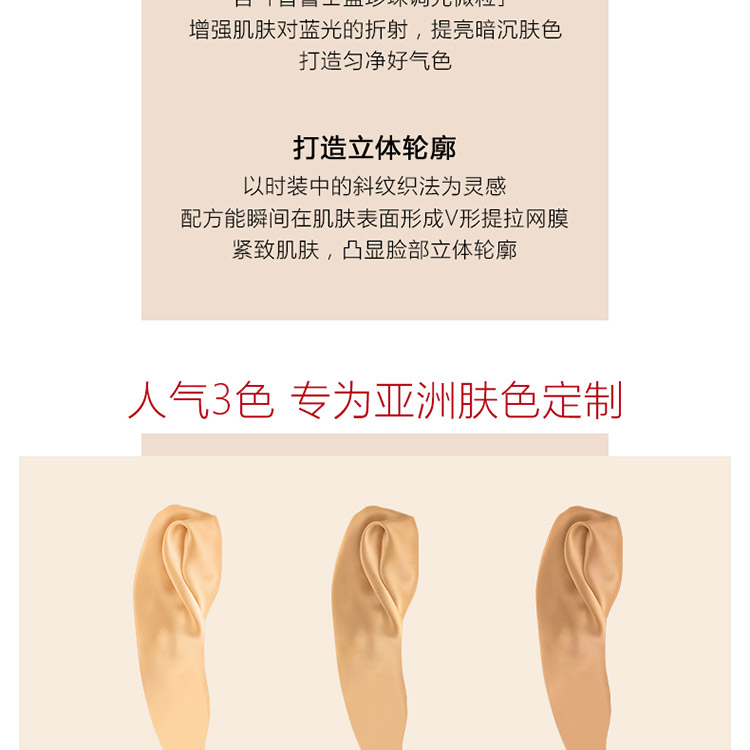 增强肌肤对蓝光的折射，提亮暗沉肤色
打造匀净好气色
打造立体轮廓
以时装中的斜纹织法为灵感
配方能瞬间在肌肤表面形成V形提拉网膜
紧致肌肤，凸显脸部立体轮廓
人气3色 专为亚洲肤色定制